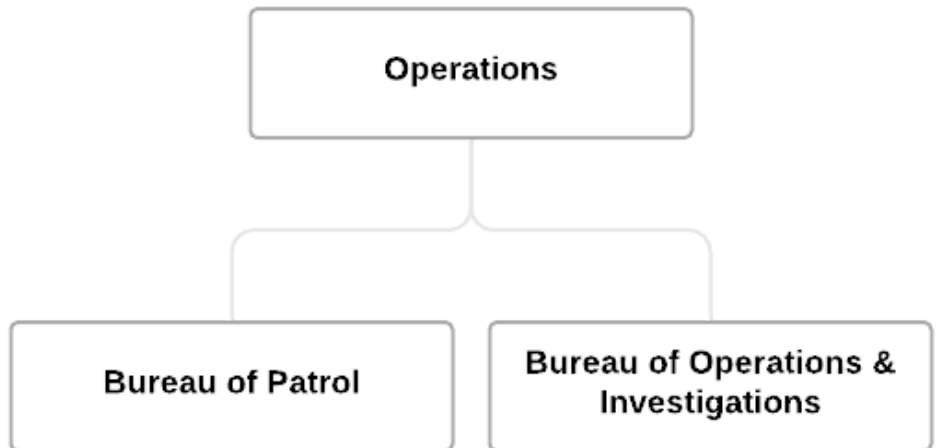 Operations
Bureau of Patrol
Bureau of Operations &
Investigations